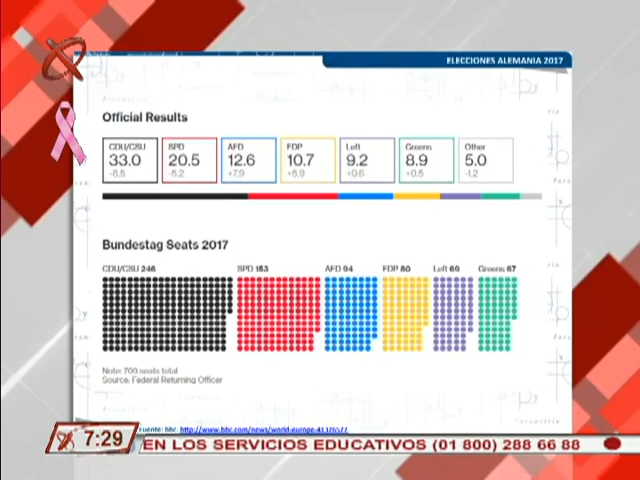 ELECCIONES ALEMANIA 2017
Official Results
CDU/CSU SPD AFD FDP Left Greens Other
33.0 20.5 12.6 10.7 9.2 8.9 5.0
-8.5 -5.2 +7.9 +5.9 +0.6 +0.5 -1.2
Bundestag Seats 2017
CDU/CSU 246 SPD 153 AFD 94 FDP 80 Left 69 Greens 67
Note: 709 seats total
Source: Federal Returning Officer
Fuente: bbc.
7:29 EN LOS SERVICIOS EDUCATIVOS (01 800) 288 66 88